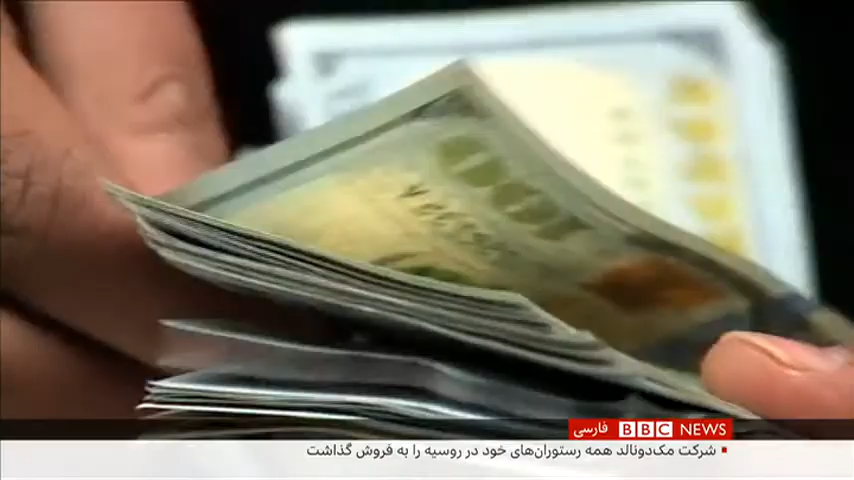 BBC NEWS فارسی
شرکت مک‌دونالد همه رستوران‌های خود در روسیه را به فروش گذاشت